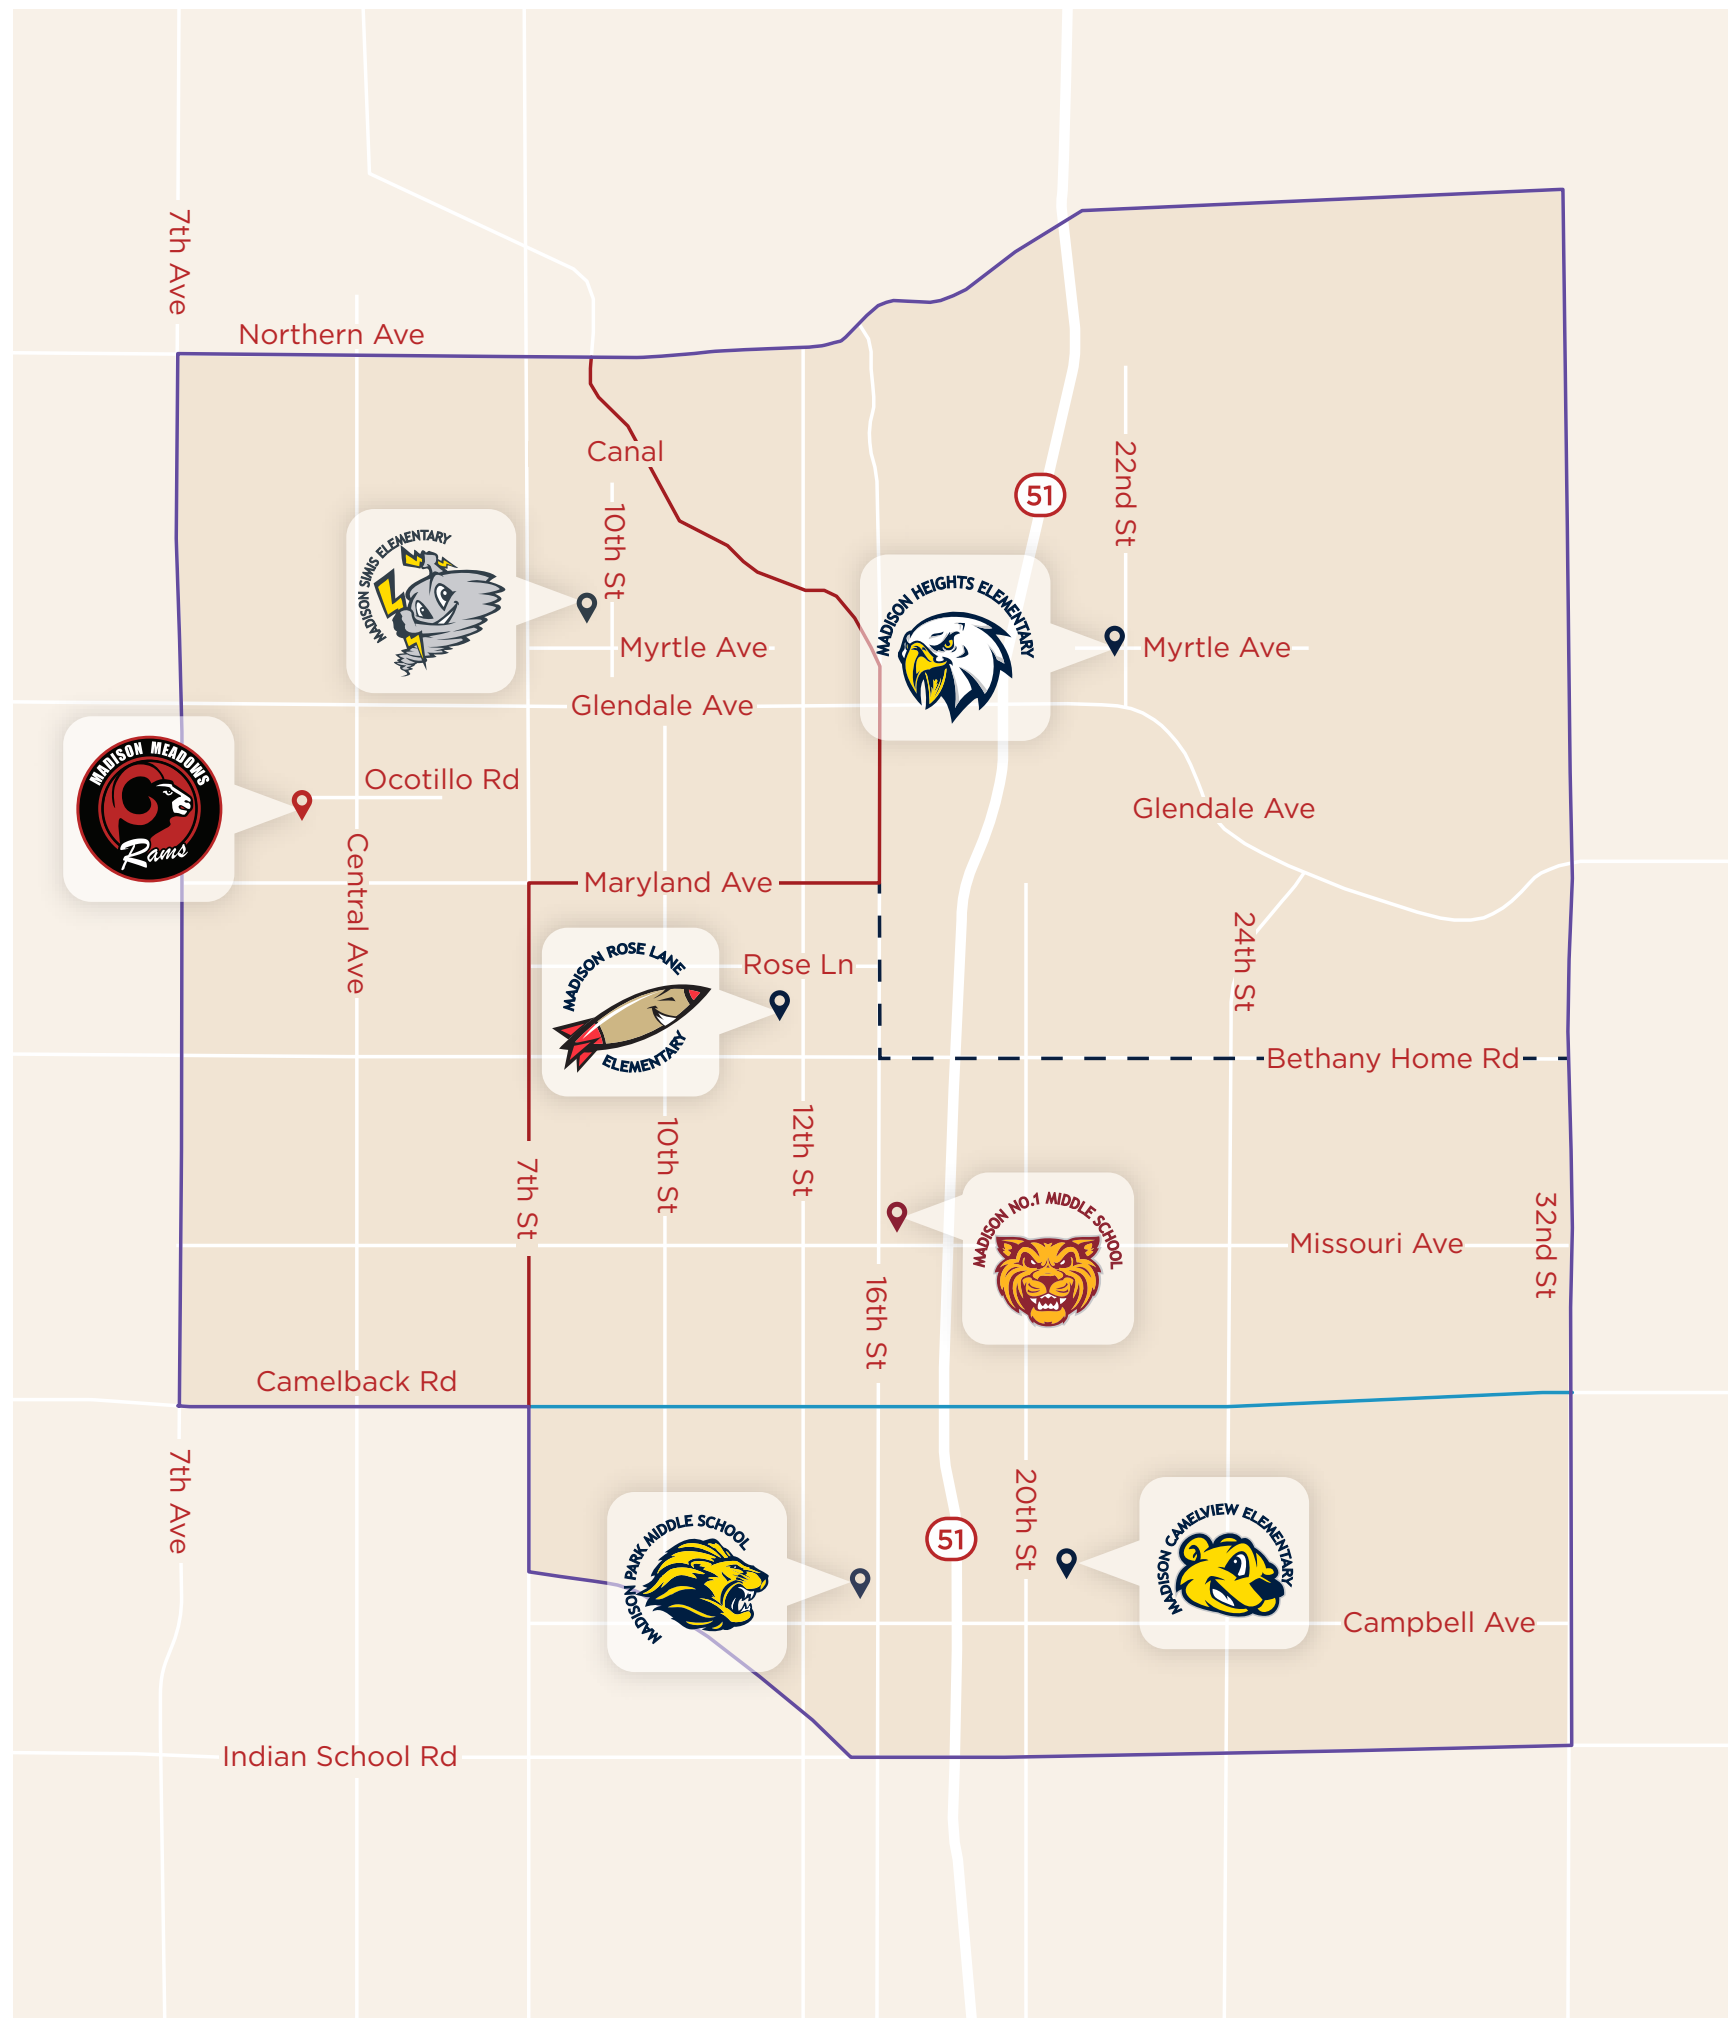 7th Ave
Northern Ave
Canal
22nd St
51
10th St
MADISON SIMIS ELEMENTARY
MADISON HEIGHTS ELEMENTARY
Myrtle Ave
Myrtle Ave
Glendale Ave
MADISON MEADOWS
Rams
Ocotillo Rd
Glendale Ave
Central Ave
Maryland Ave
24th St
MADISON ROSE LANE
ELEMENTARY
Rose Ln
Bethany Home Rd
10th St
12th St
7th St
MADISON NO.1 MIDDLE SCHOOL
32nd St
Missouri Ave
16th St
Camelback Rd
7th Ave
20th St
51
MADISON PARK MIDDLE SCHOOL
MADISON CAMELVIEW ELEMENTARY
Campbell Ave
Indian School Rd